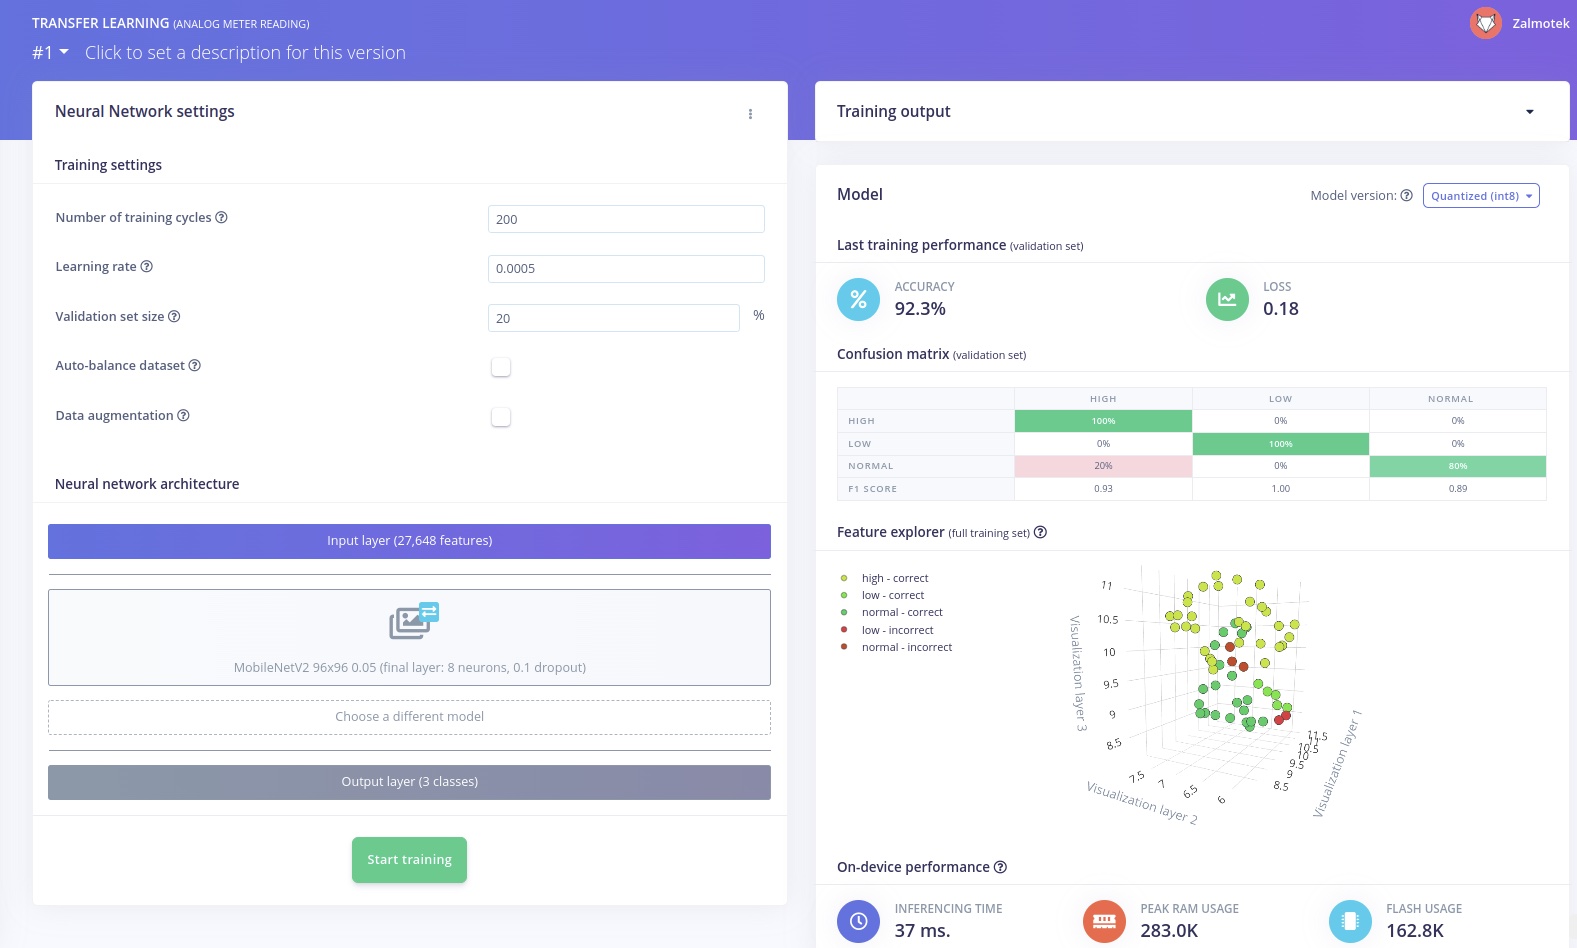 TRANSFER LEARNING (ANALOG METER READING)
Zalmotek
#1 Click to set a description for this version
Neural Network settings
Training settings
Number of training cycles ?
200
Learning rate ?
0.0005
Validation set size ?
20
%
Auto-balance dataset ?
Data augmentation ?
Neural network architecture
Input layer (27,648 features)
MobileNetV2 96x96 0.05 (final layer: 8 neurons, 0.1 dropout)
Choose a different model
Output layer (3 classes)
Start training
Training output
Model
Model version: ? Quantized (int8)
Last training performance (validation set)
%
ACCURACY
92.3%
LOSS
0.18
Confusion matrix (validation set)
HIGH LOW NORMAL
HIGH 100% 0% 0%
LOW 0% 100% 0%
NORMAL 20% 0% 80%
F1 SCORE 0.93 1.00 0.89
Feature explorer (full training set) ?
high - correct
low - correct
normal - correct
low - incorrect
normal - incorrect
11
10.5
10
9.5
9
8.5
Visualization layer 3
7.5
7
6.5
6
Visualization layer 2
11.5
11
10.5
10
9.5
9
8.5
Visualization layer 1
On-device performance ?
INFERENCING TIME
37 ms.
PEAK RAM USAGE
283.0K
FLASH USAGE
162.8K